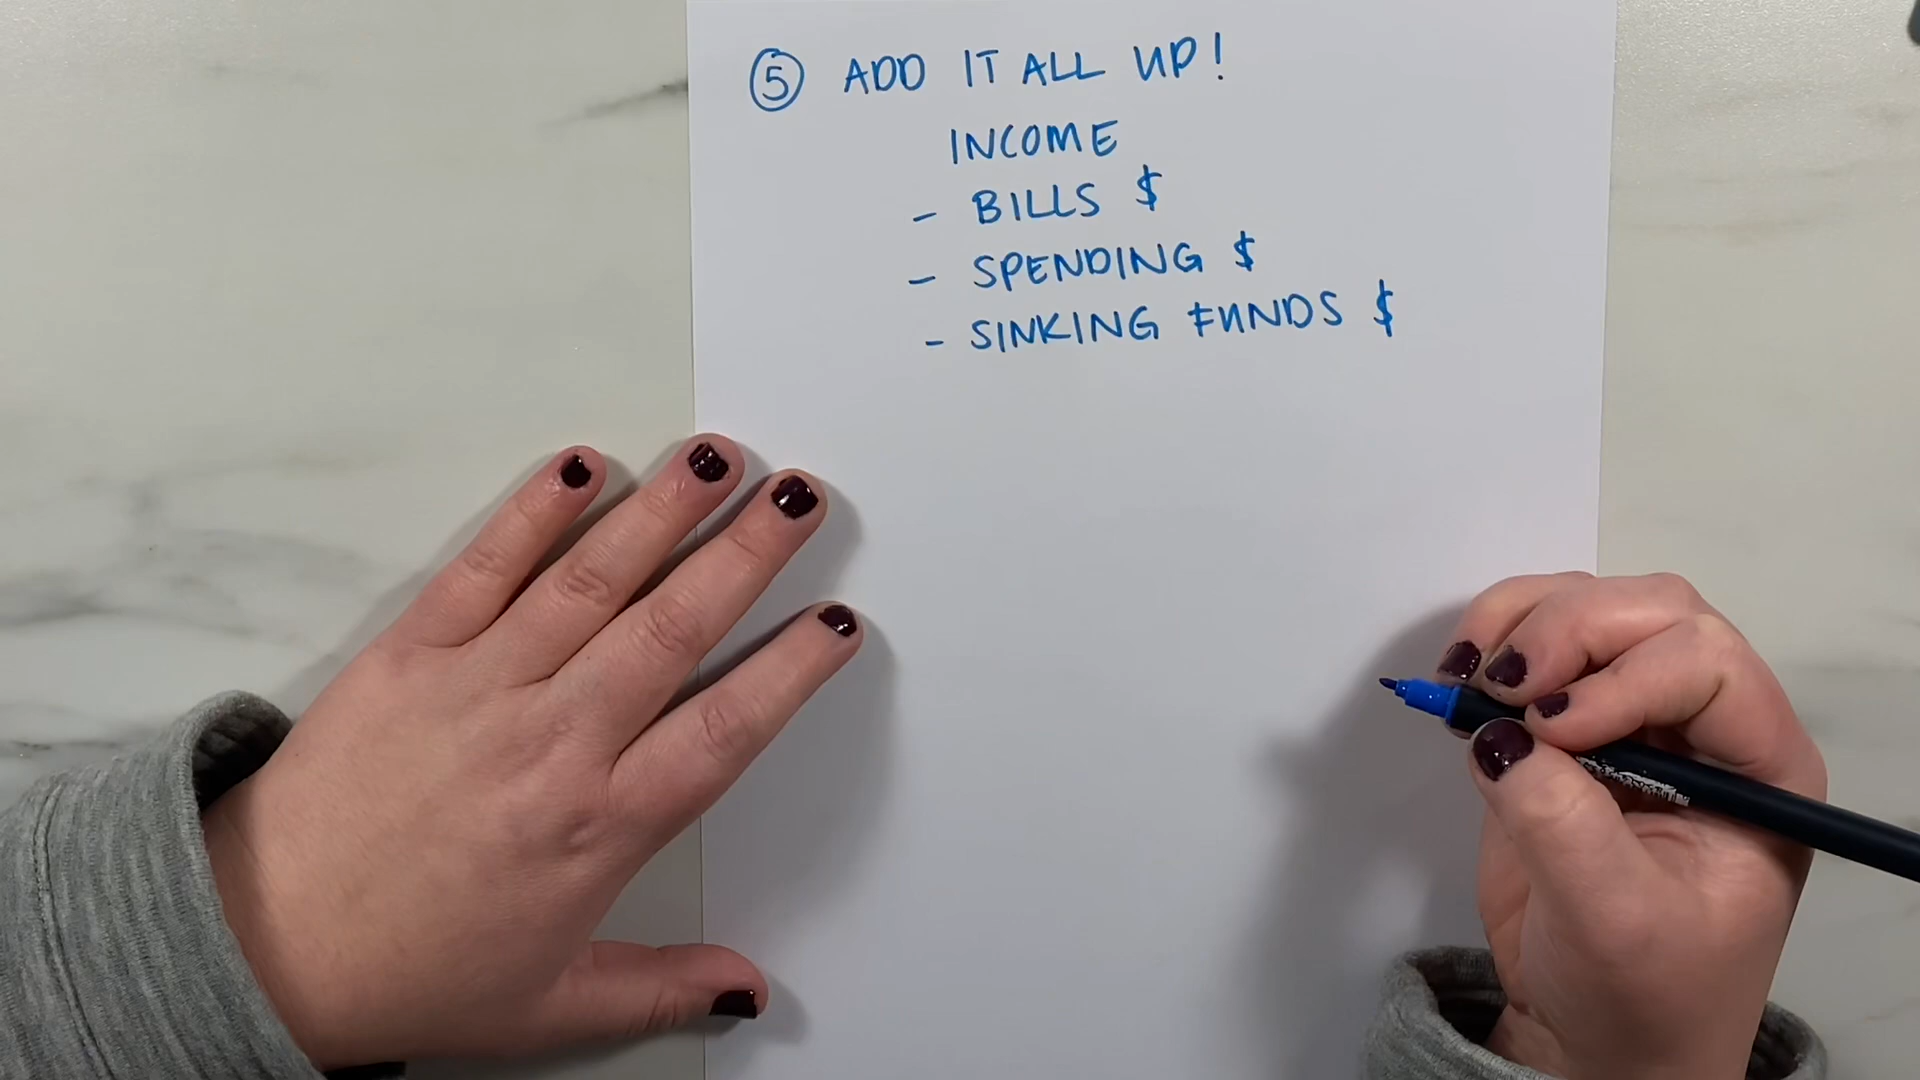 ⑤ ADD IT ALL UP!
INCOME
- BILLS $
- SPENDING $
- SINKING FUNDS $